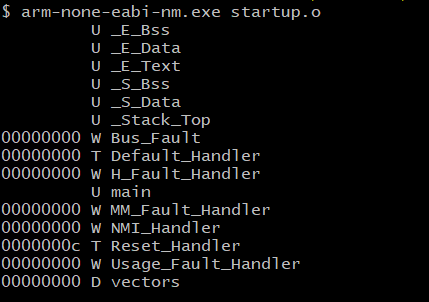 $ arm-none-eabi-nm.exe startup.o
U _E_Bss
U _E_Data
U _E_Text
U _S_Bss
U _S_Data
U _Stack_Top
00000000 W Bus_Fault
00000000 T Default_Handler
00000000 W H_Fault_Handler
U main
00000000 W MM_Fault_Handler
00000000 W NMI_Handler
0000000c T Reset_Handler
00000000 W Usage_Fault_Handler
00000000 D vectors